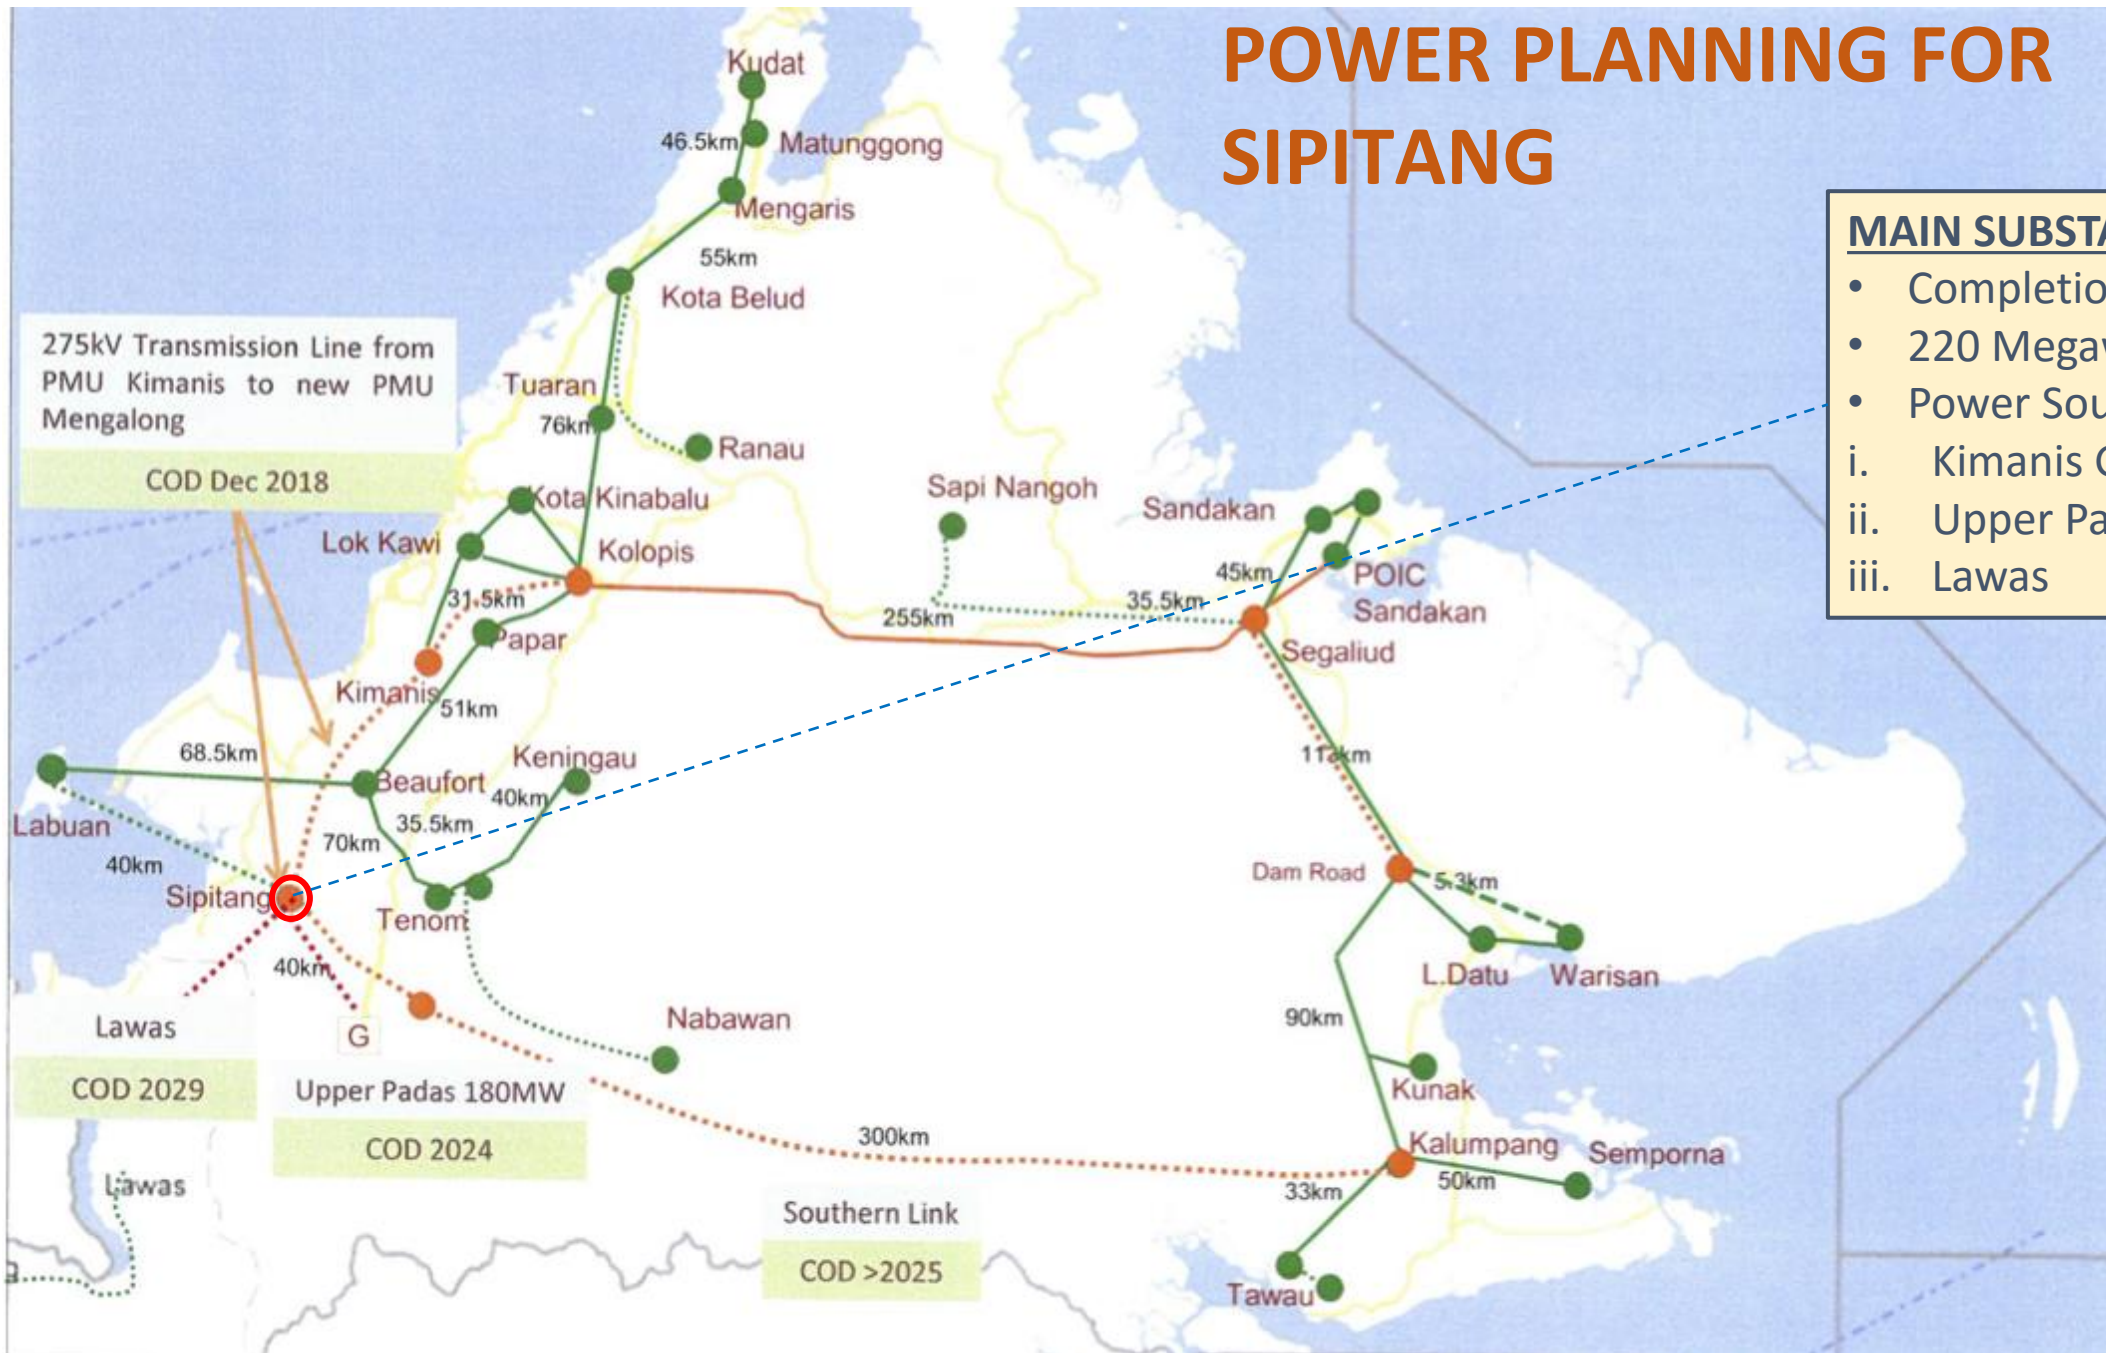 POWER PLANNING FOR
SIPITANG
MAIN SUBSTA
• Completio
• 220 Mega
• Power Sou
i. Kimanis
ii. Upper Pa
iii. Lawas
Kudat
46.5km
Matunggong
Mengaris
55km
Kota Belud
275kV Transmission Line from
PMU Kimanis to new PMU
Mengalong
COD Dec 2018
Tuaran
76km
Ranau
Kota Kinabalu
Lok Kawi
Kolopis
Sapi Nangoh
Sandakan
45km
POIC
Sandakan
31.5km
Papar
255km
35.5km
Segaliud
Kimanis
51km
68.5km
Beaufort
Keningau
40km
35.5km
70km
Labuan
40km
Sipitang
Tenom
40km
Dam Road
5.3km
L.Datu
Warisan
Lawas
COD 2029
G
Upper Padas 180MW
COD 2024
Nabawan
90km
Kunak
300km
Kalumpang
Semporna
50km
33km
Lawas
Southern Link
COD >2025
Tawau